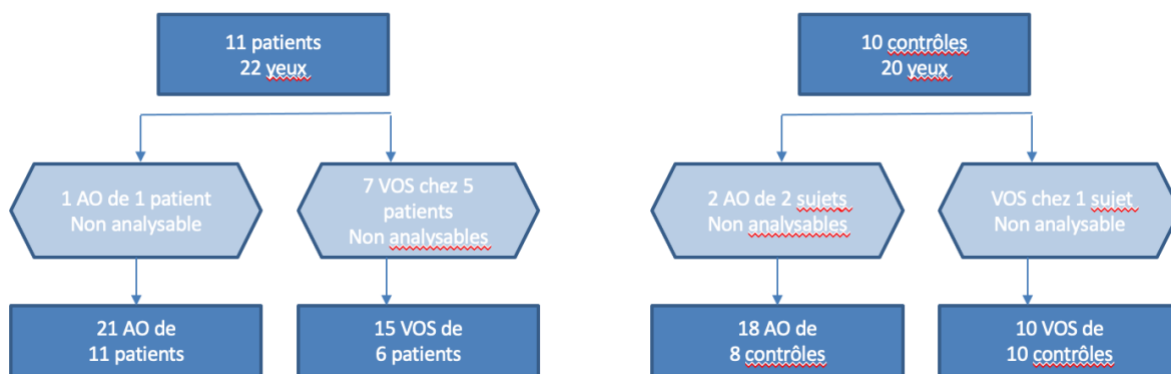 11 patients
22 yeux
10 contrôles
20 yeux
1 AO de 1 patient
Non analysable
7 VOS chez 5
patients
Non analysables
2 AO de 2 sujets
Non analysables
VOS chez 1 sujet
Non analysable
21 AO de
11 patients
15 VOS de
6 patients
18 AO de
8 contrôles
10 VOS de
10 contrôles